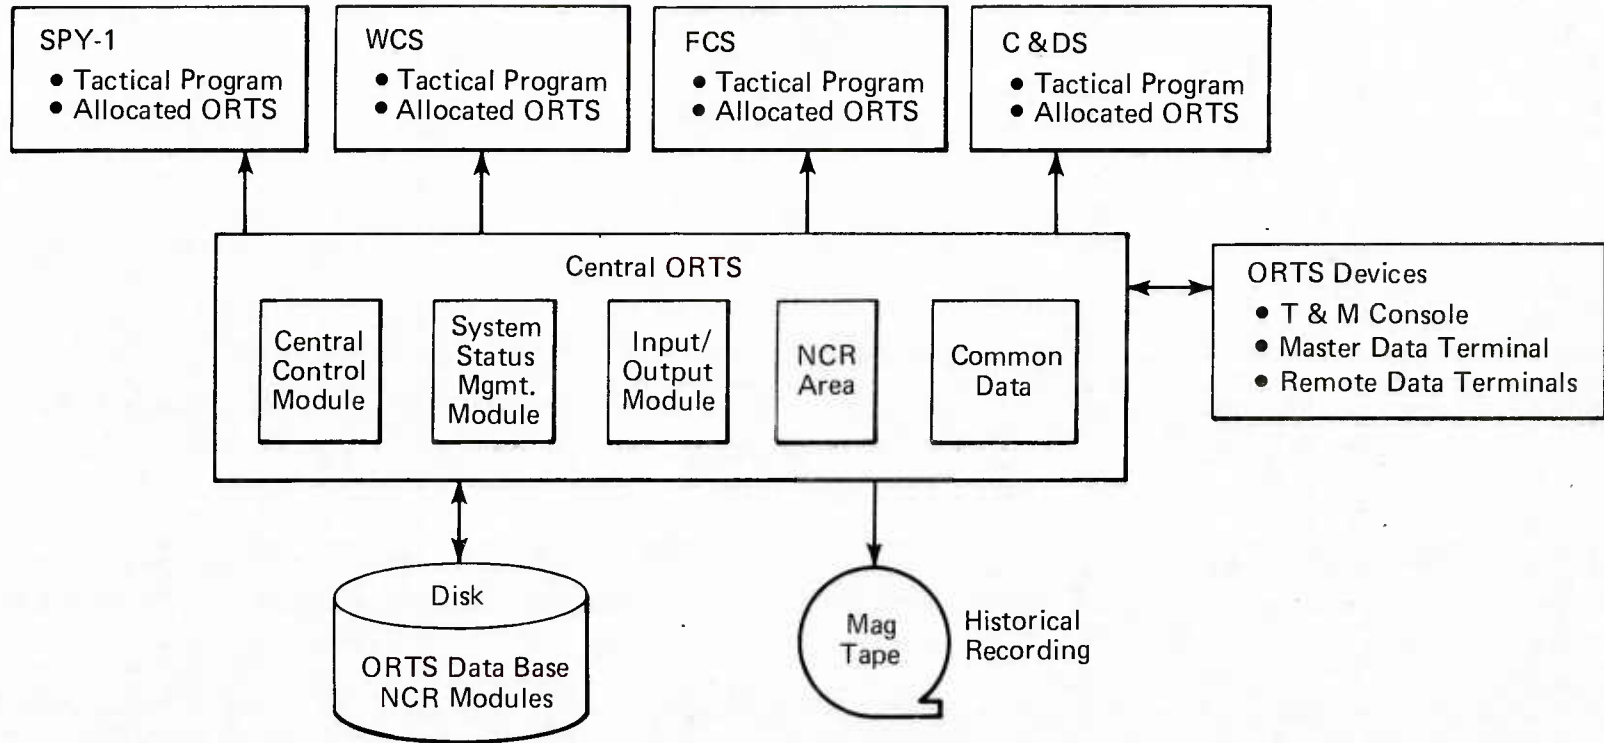 SPY-1
• Tactical Program
• Allocated ORTS
WCS
• Tactical Program
• Allocated ORTS
FCS
• Tactical Program
• Allocated ORTS
C & DS
• Tactical Program
• Allocated ORTS
Central ORTS
Central
Control
Module
System
Status
Mgmt.
Module
Input/
Output
Module
NCR
Area
Common
Data
ORTS Devices
• T & M Console
• Master Data Terminal
• Remote Data Terminals
Disk
ORTS Data Base
NCR Modules
Mag
Tape
Historical
Recording